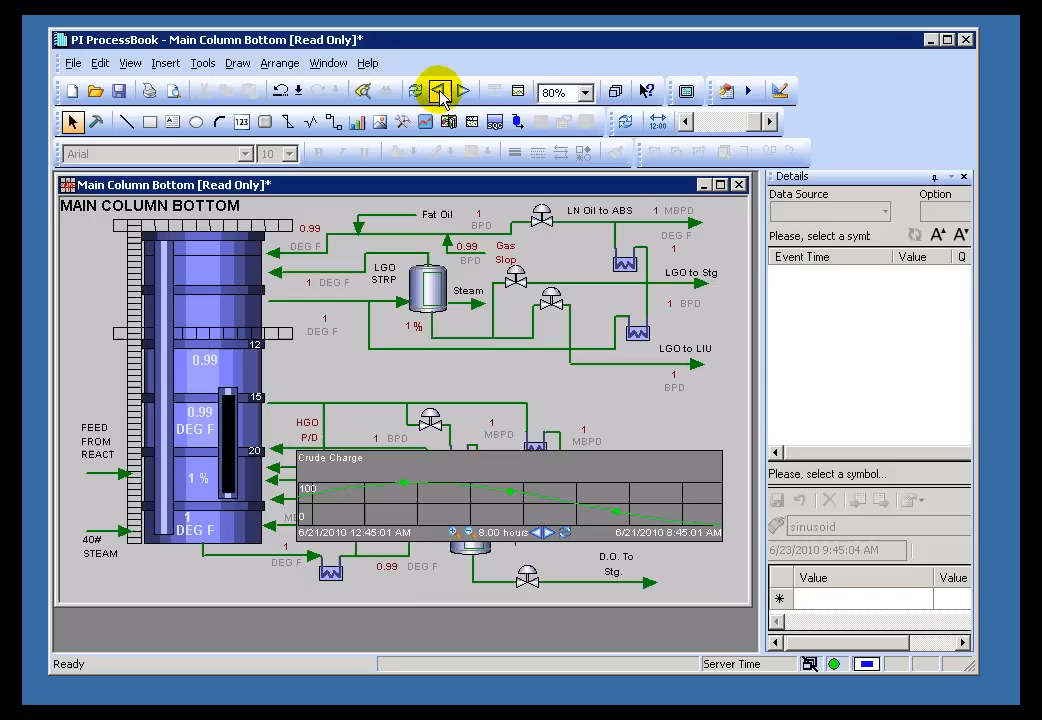 PI ProcessBook - Main Column Bottom [Read Only]*
File Edit View Insert Tools Draw Arrange Window Help
80%
123
SQC
12:00
Arial 10 B I U
Main Column Bottom [Read Only]*
MAIN COLUMN BOTTOM
Fat Oil
1
BPD
LN Oil to ABS
1 MBPD
0.99
DEG F
0.99
BPD
Gas
Slop
DEG F
1
LGO
STRP
LGO to Stg
1 DEG F
Steam
1 BPD
1
DEG F
1 %
12
LGO to LIU
0.99
1
BPD
15
0.99
DEG F
HGO
P/D
1 BPD
1
MBPD
1
MBPD
FEED
FROM
REACT
20
1 %
Crude Charge
100
0
6/21/2010 12:45:01 AM
8.00 hours
6/21/2010 8:45:01 AM
1
DEG F
40#
STEAM
1
DEG F
0.99 DEG F
D.O. To
Stg.
Details
Data Source
Option
Please, select a symt
A A
Event Time Value Q
Please, select a symbol...
sinusoid
6/23/2010 9:45:04 AM
Value Value
Ready
Server Time